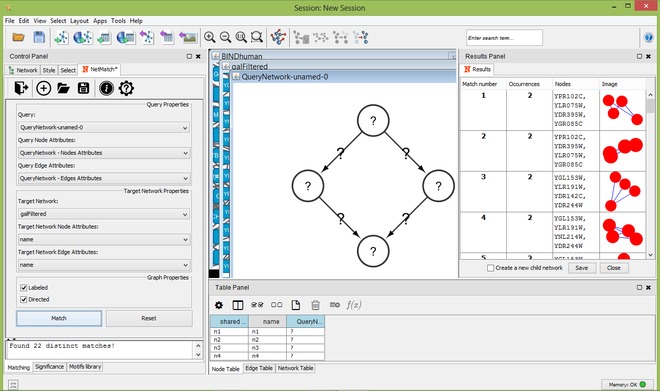 Session: New Session
File Edit View Select Layout Apps Tools Help
Enter search term...
Control Panel
Network Style Select NetMatch*
Query Properties
Query:
QueryNetwork-unamed-0
Query Node Attributes:
QueryNetwork - Nodes Attributes
Query Edge Attributes:
QueryNetwork - Edges Attributes
Target Network Properties
Target Network:
galFiltered
Target Network Node Attributes:
name
Target Network Edge Attributes:
name
Graph Properties
Labeled
Directed
Match Reset
Found 22 distinct matches!
Matching Significance Motifs library
BINDhuman
galFiltered
QueryNetwork-unamed-0
?
? ?
? ?
? ?
?
Table Panel
f(x)
shared ... name QueryN...
n1 n1 ?
n2 n2 ?
n3 n3 ?
n4 n4 ?
Node Table Edge Table Network Table
Results Panel
Results
Match number Occurrences Nodes Image
1 2 YPR102C,
YLR075W,
YDR395W,
YGR085C
2 2 YPR102C,
YDR395W,
YLR075W,
YGR085C
3 2 YGL153W,
YLR191W,
YDR142C,
YDR244W
4 2 YGL153W,
YLR191W,
YNL214W,
YDR244W
5 2 YGL153W
Create a new child network Save Close
Memory: OK